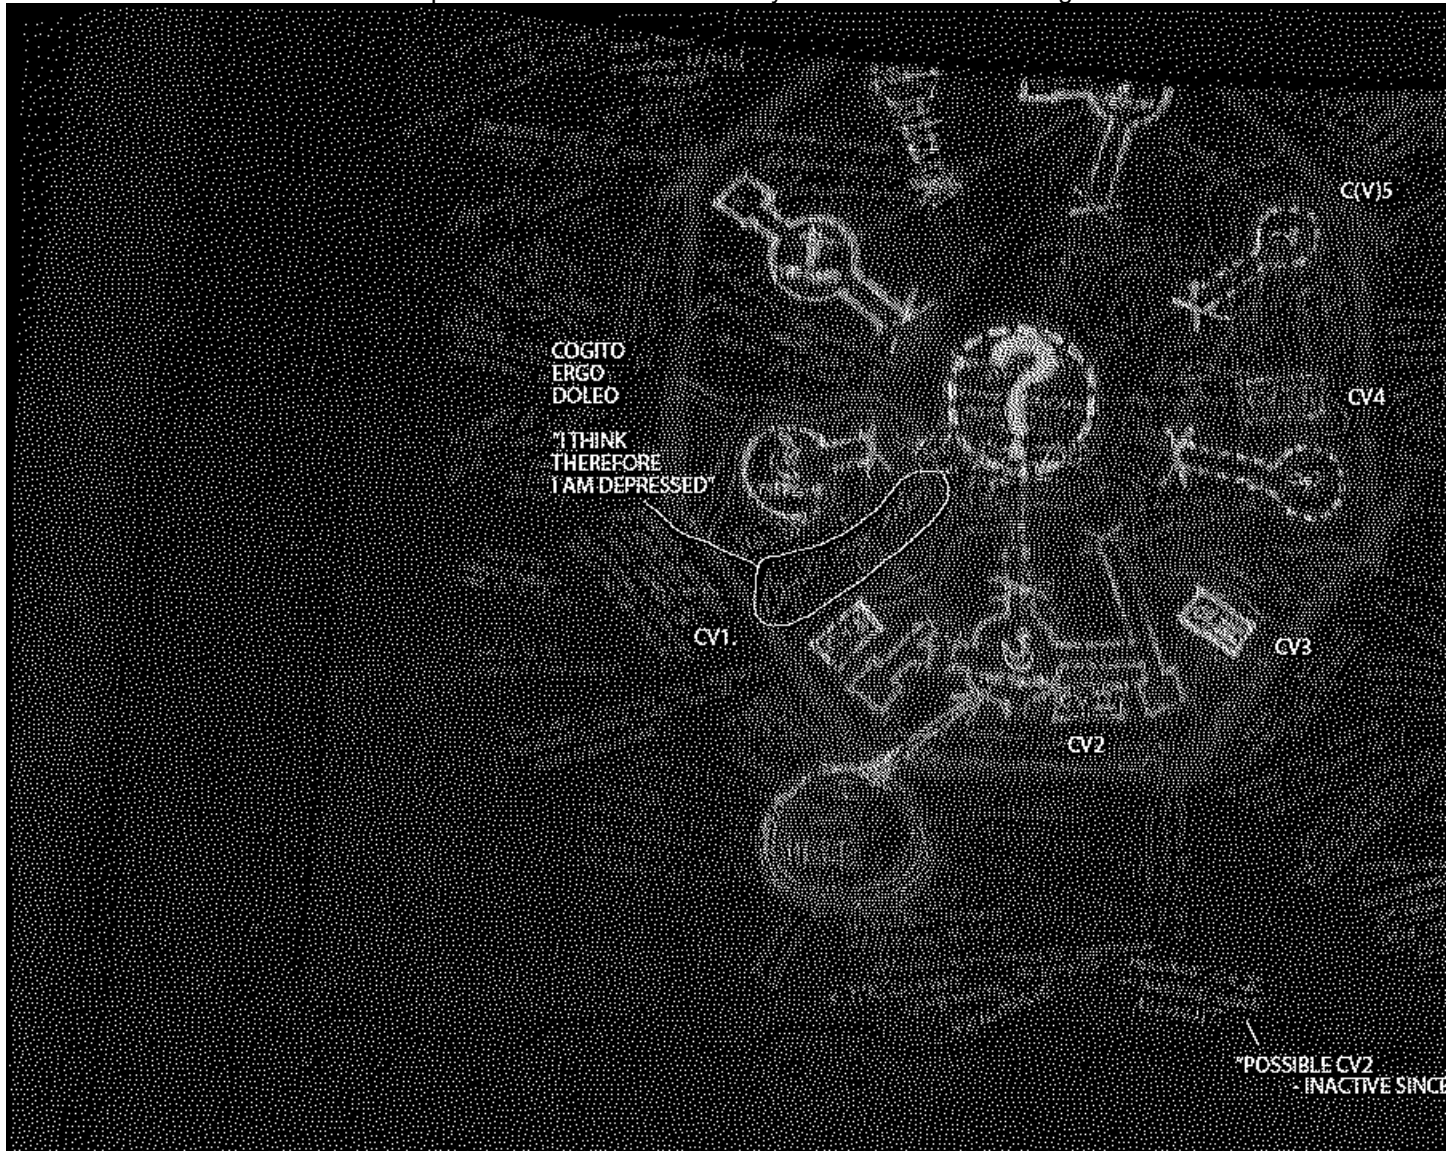 C(V)5
COGITO
ERGO
DOLEO
CV4
"I THINK
THEREFORE
I AM DEPRESSED"
CV1.
CV3
CV2
"POSSIBLE CV2
- INACTIVE SINCE